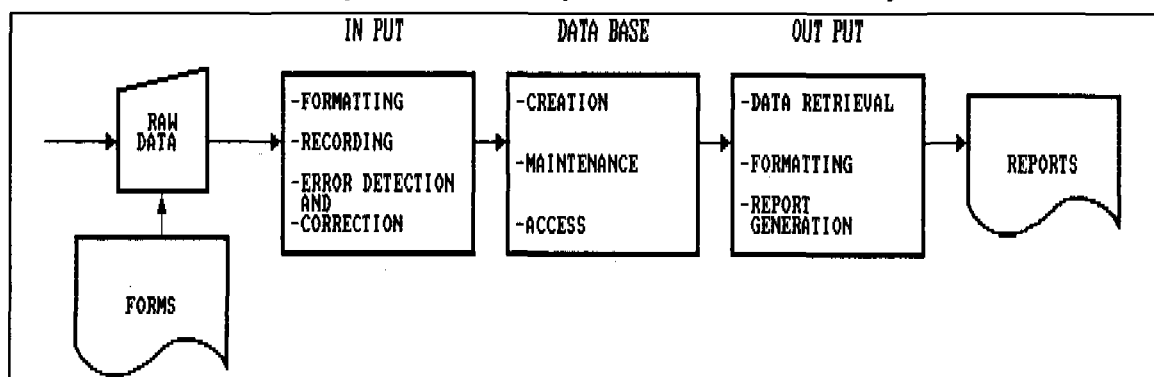 IN PUT
DATA BASE
OUT PUT
RAW
DATA
FORMS
-FORMATTING
-RECORDING
-ERROR DETECTION
AND
-CORRECTION
-CREATION
-MAINTENANCE
-ACCESS
-DATA RETRIEVAL
-FORMATTING
-REPORT
GENERATION
REPORTS